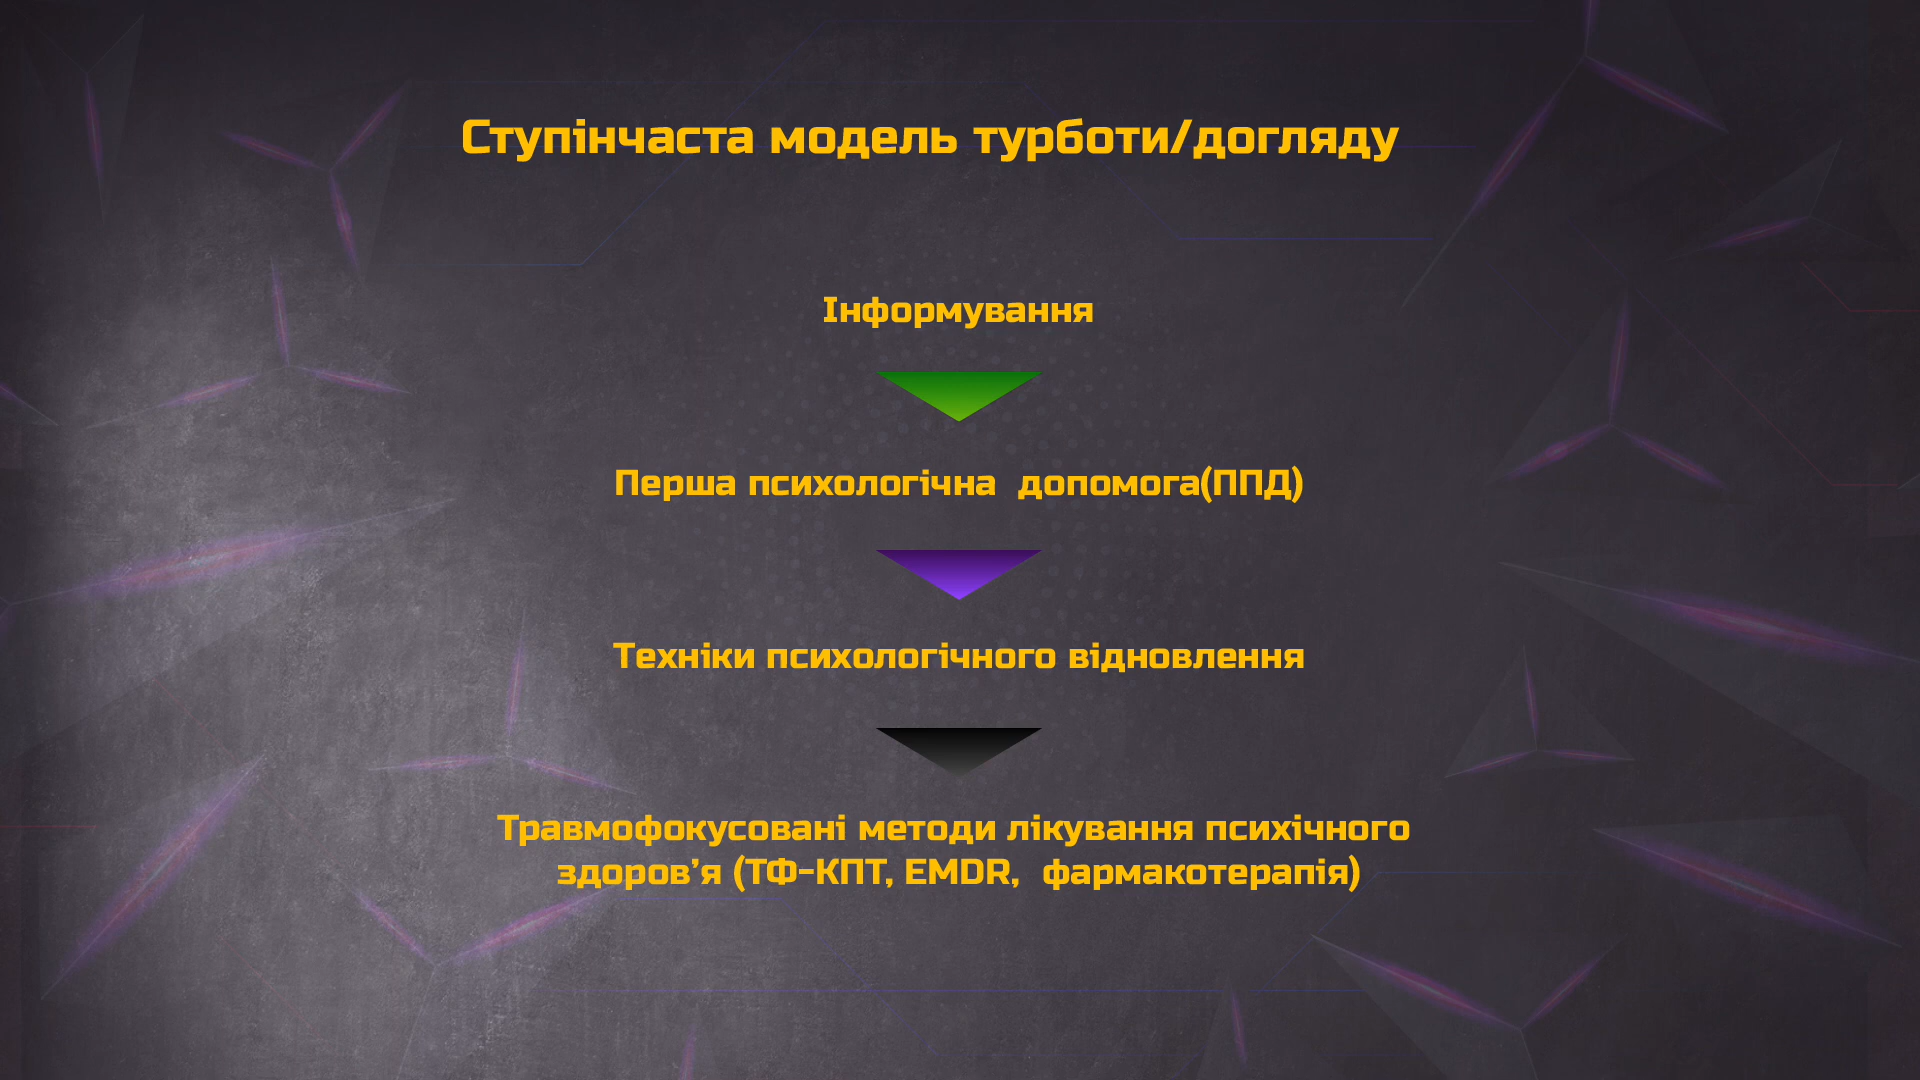 Ступінчаста модель турботи/догляду
Інформування
Перша психологічна  допомога(ППД)
Техніки психологічного відновлення
Травмофокусовані методи лікування психічного
здоров’я (ТФ-КПТ, EMDR,  фармакотерапія)